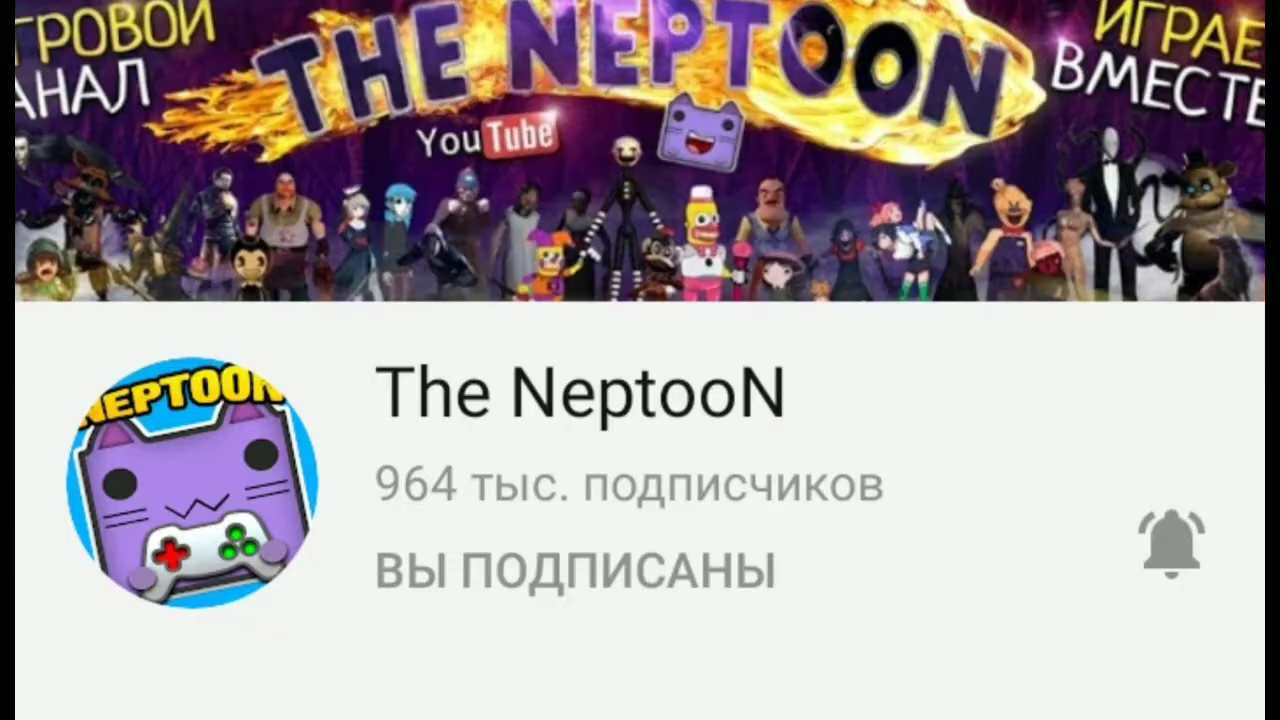 ГРОВОЙ
АНАЛ
THE NEPTOON
ИГРАЕ
ВМЕСТЕ
YouTube
NEPTOON
The NeptooN
964 тыс. подписчиков
ВЫ ПОДПИСАНЫ